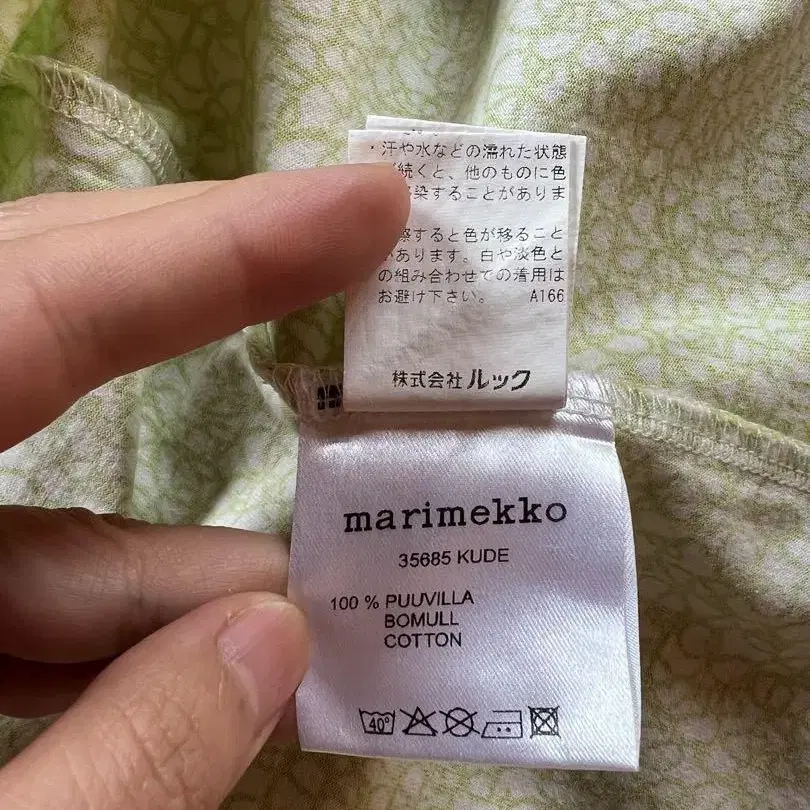 ・汗や水などの濡れた状態
続くと、他のものに色
染することがありま
擦すると色が移ること
があります。白や淡色と
の組み合わせでの着用は
お避け下さい。 A166
株式会社ルック
marimekko
35685 KUDE
100 % PUUVILLA
BOMULL
COTTON
40°